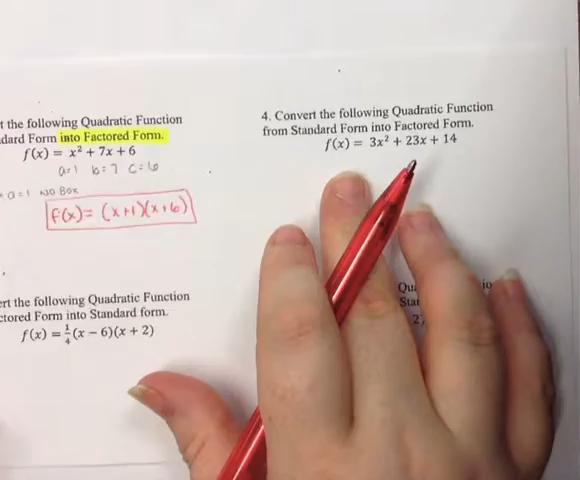 t the following Quadratic Function
dard Form into Factored Form.
f(x) = x² + 7x + 6
a=1 b=7 c=6
a=1 NO BOX
f(x)= (x+1)(x+6)
4. Convert the following Quadratic Function
from Standard Form into Factored Form.
f(x) = 3x² + 23x + 14
ert the following Quadratic Function
ctored Form into Standard form.
f(x) = ¼(x − 6)(x + 2)
Qu io
Sta